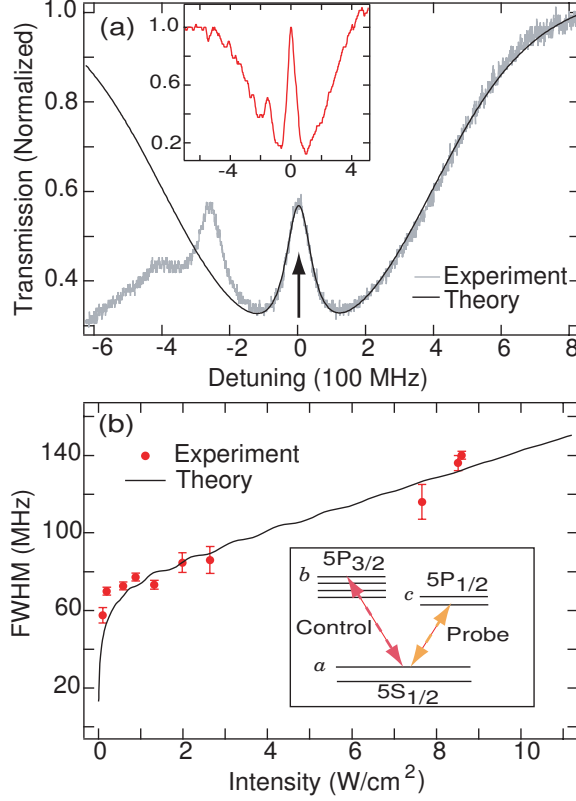 (a)
1.0
0.8
0.6
0.4
Transmission (Normalized)
1.0
0.6
0.2
-4
0
4
Experiment
Theory
-6
-4
-2
0
2
4
6
8
Detuning (100 MHz)
(b)
Experiment
Theory
140
100
60
20
FWHM (MHz)
5P3/2
b
5P1/2
c
Control
Probe
a
5S1/2
0
2
4
6
8
10
Intensity (W/cm²)